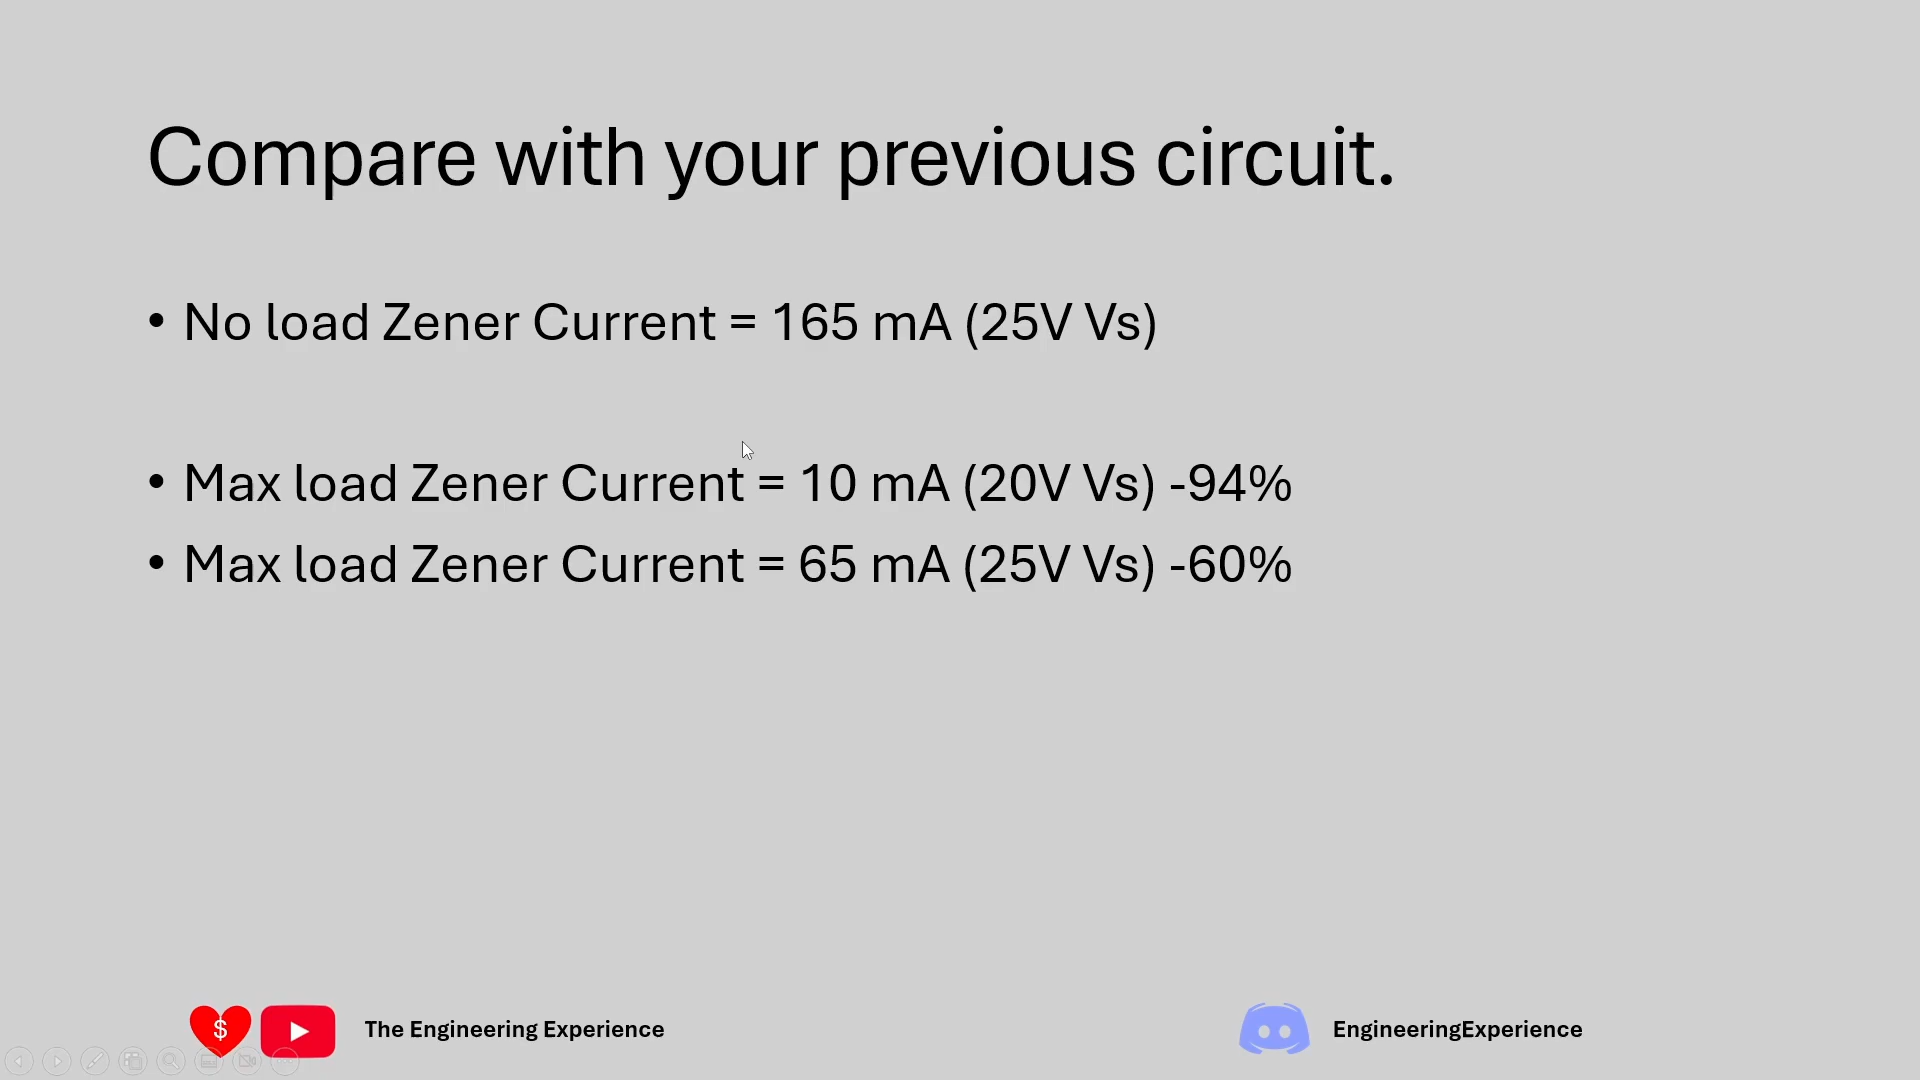 Compare with your previous circuit.
• No load Zener Current = 165 mA (25V Vs)
• Max load Zener Current = 10 mA (20V Vs) -94%
• Max load Zener Current = 65 mA (25V Vs) -60%
$
The Engineering Experience
EngineeringExperience